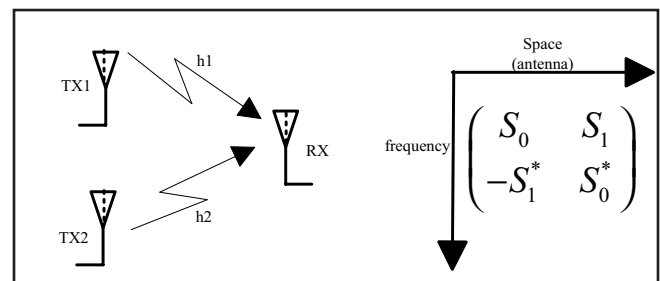 TX1
h1
RX
TX2
h2
Space
(antenna)
frequency
S₀ S₁
-S₁* S₀*